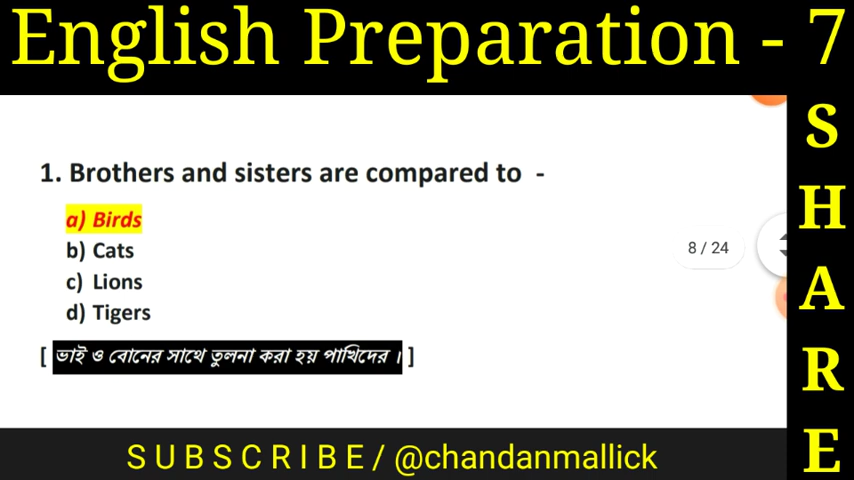 English Preparation - 7
1. Brothers and sisters are compared to -
a) Birds
b) Cats
8 / 24
c) Lions
d) Tigers
[ ভাই ও বোনের সাথে তুলনা করা হয় পাখিদের । ]
SUBSCRIBE/ @chandanmallick
SHARE